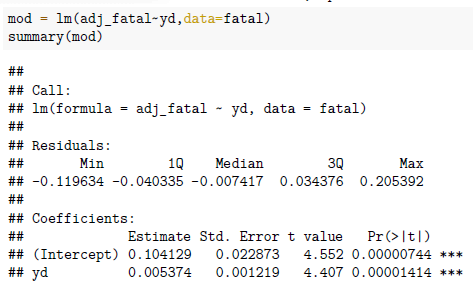 mod = lm(adj_fatal~yd,data=fatal)
summary(mod)
##
## Call:
## lm(formula = adj_fatal ~ yd, data = fatal)
##
## Residuals:
##       Min        1Q    Median        3Q       Max
## -0.119634 -0.040335 -0.007417  0.034376  0.205392
##
## Coefficients:
##             Estimate Std. Error t value   Pr(>|t|)
## (Intercept) 0.104129   0.022873   4.552 0.00000744 ***
## yd          0.005374   0.001219   4.407 0.00001414 ***